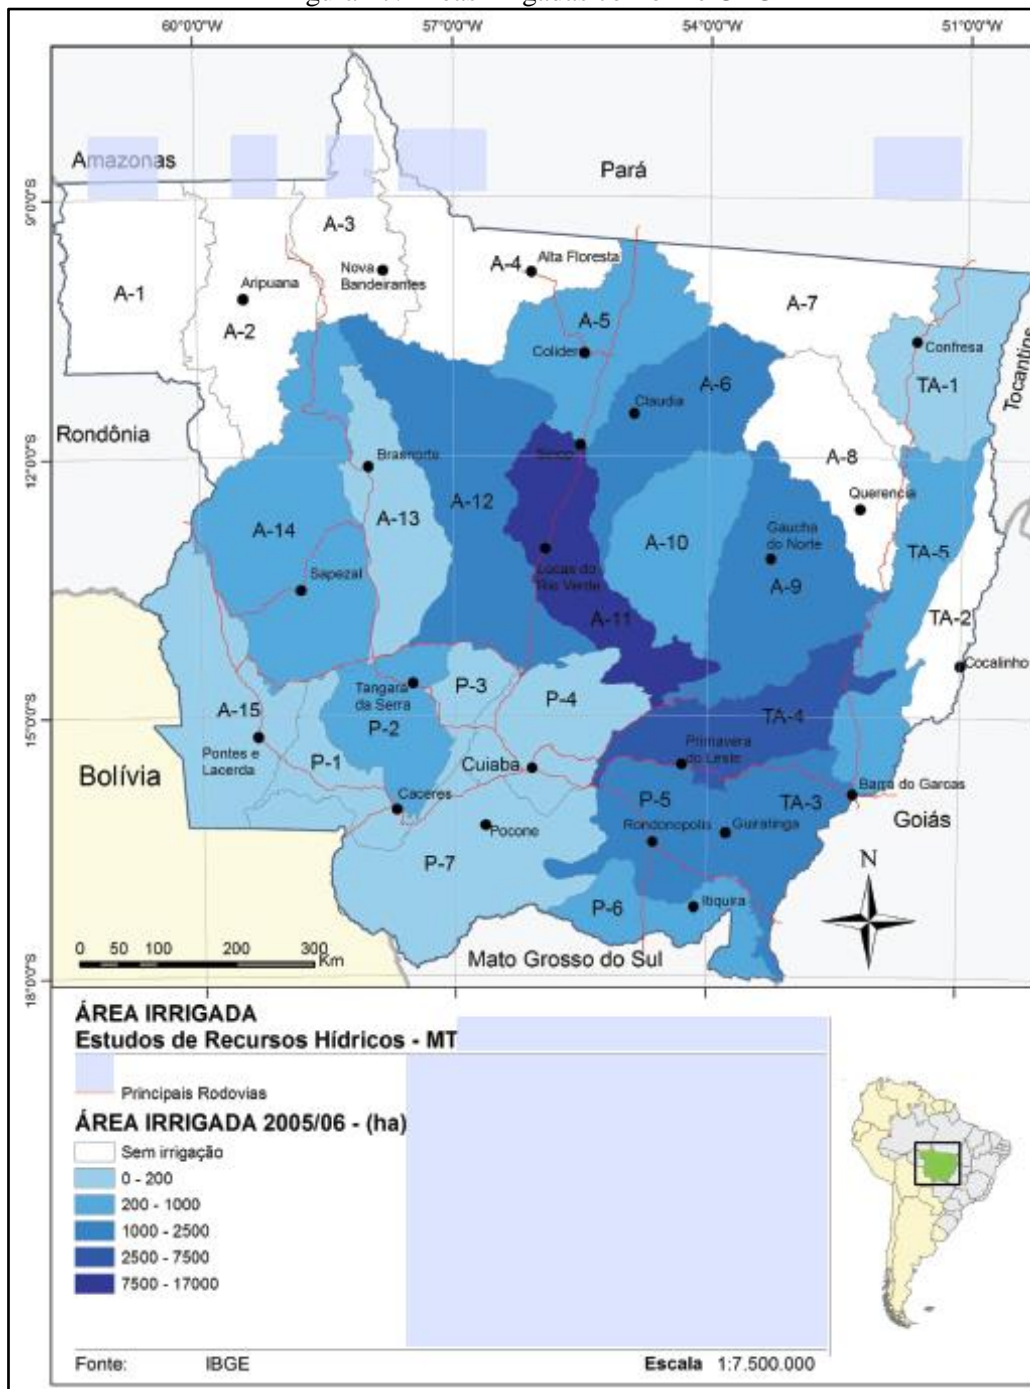 60°0'0"O 57°0'0"O 54°0'0"O 51°0'0"O
Amazonas
Pará
9°0'0"S
A-3
A-4
Alta Floresta
Nova
Bandeirantes
A-1
Aripuana
A-7
A-2
A-5
Colider
Confresa
TA-1
Tocantins
A-6
Claudia
Rondônia
Sinop
12°0'0"S
Brasnorte
A-8
Querencia
A-12
A-13
A-14
A-10
Gaucha
do Norte
TA-5
Sapezal
Lucas do
Rio Verde
A-9
A-11
TA-2
Cocalinho
P-3
Tangará
da Serra
P-4
A-15
15°0'0"S
TA-4
P-2
Pontes e
Lacerda
P-1
Cuiaba
Primavera
do Leste
Bolívia
Caceres
P-5
TA-3
Barra do Garcas
Pocone
Rondonopolis
Guiratinga
Goiás
P-7
N
P-6
Itiquira
0 50 100 200 300
Km
Mato Grosso do Sul
18°0'0"S
ÁREA IRRIGADA
Estudos de Recursos Hídricos - MT
Principais Rodovias
ÁREA IRRIGADA 2005/06 - (ha)
Sem irrigação
0 - 200
200 - 1000
1000 - 2500
2500 - 7500
7500 - 17000
Fonte: IBGE Escala 1:7.500.000